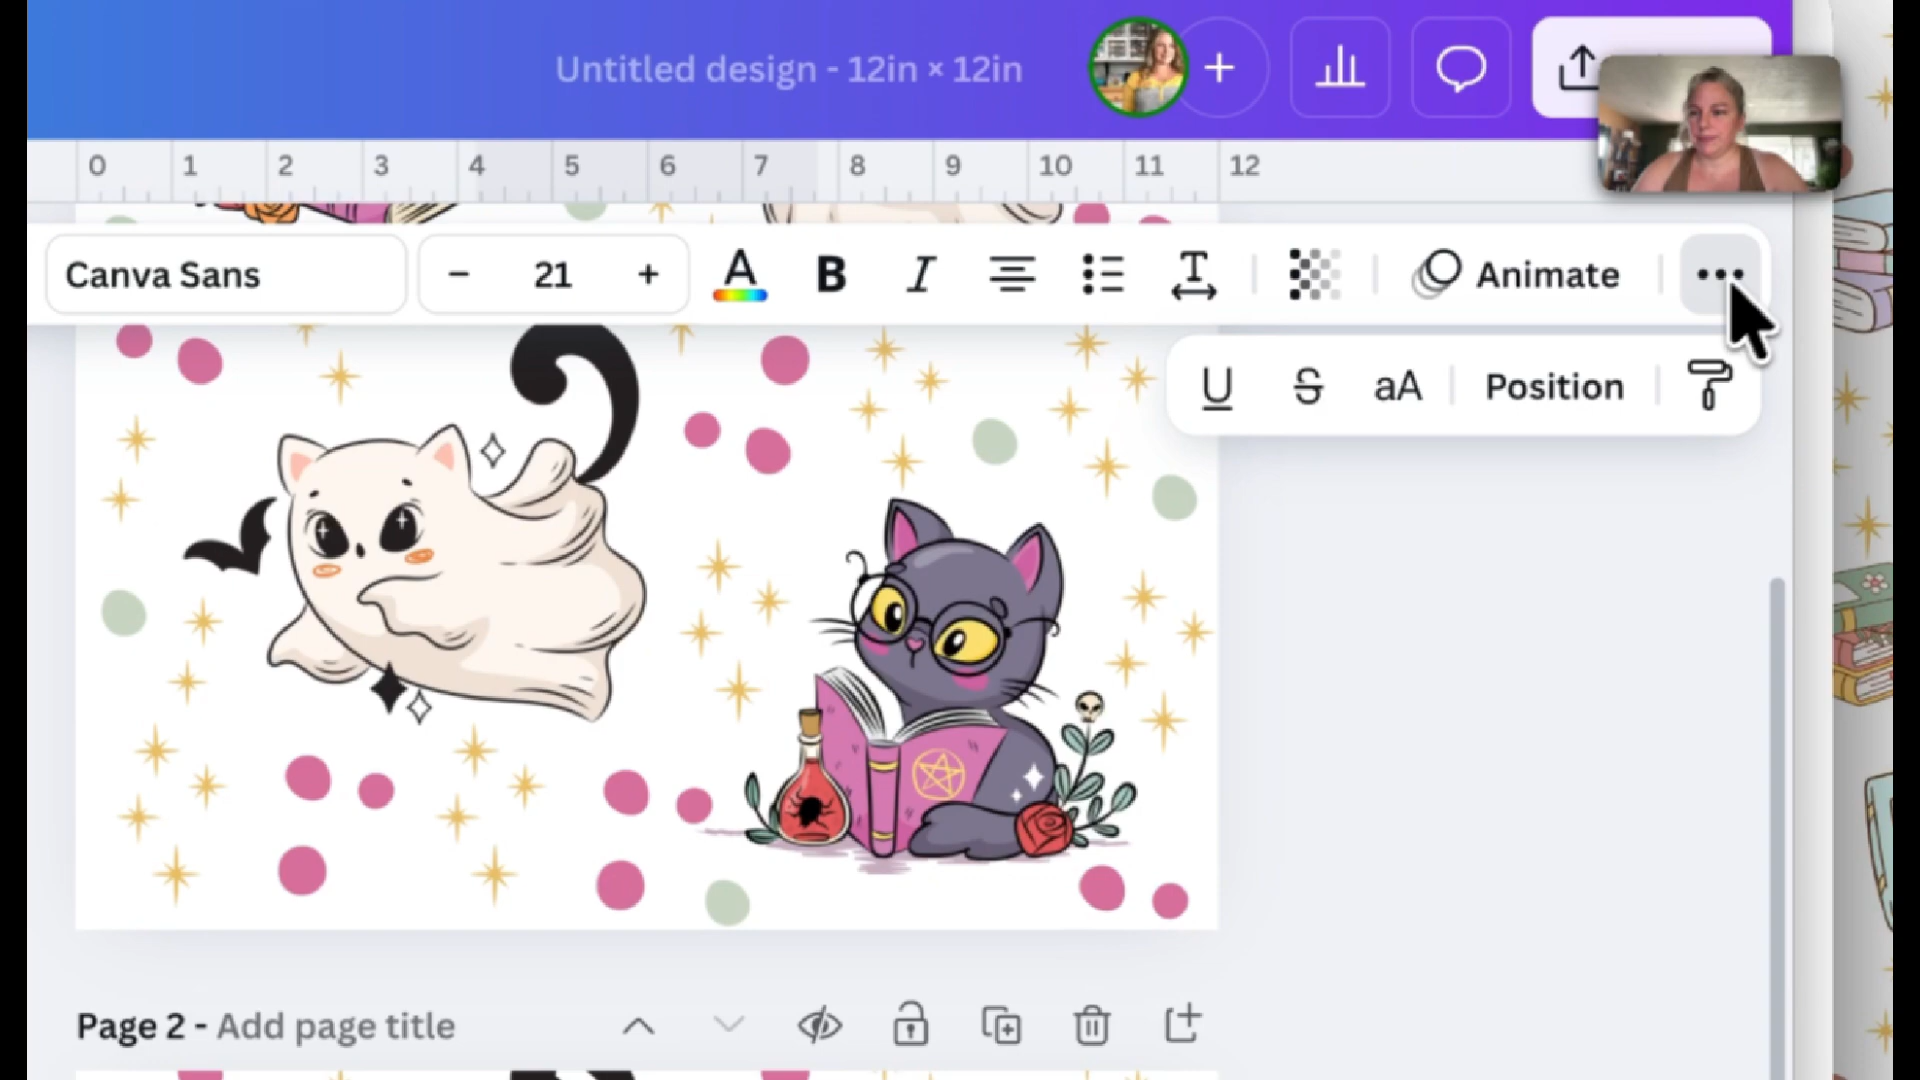 Untitled design - 12in × 12in
0 1 2 3 4 5 6 7 8 9 10 11 12
Canva Sans − 21 + A B I T Animate
U S aA Position
Page 2 - Add page title